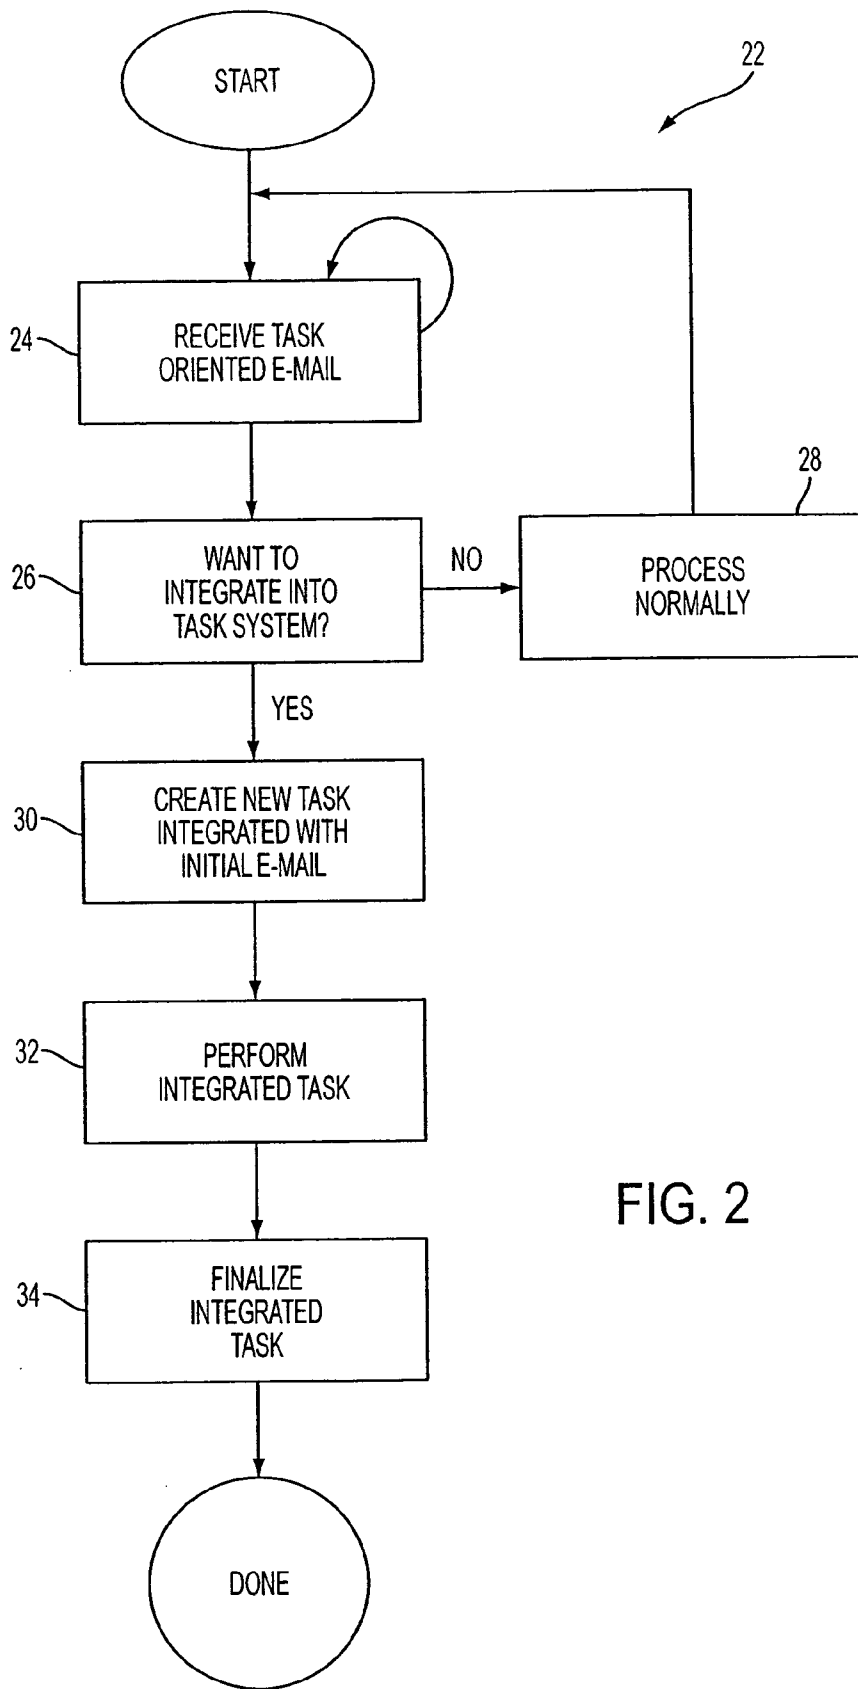 START
22
24
RECEIVE TASK
ORIENTED E-MAIL
28
26
WANT TO
INTEGRATE INTO
TASK SYSTEM?
NO
PROCESS
NORMALLY
YES
30
CREATE NEW TASK
INTEGRATED WITH
INITIAL E-MAIL
32
PERFORM
INTEGRATED TASK
FIG. 2
34
FINALIZE
INTEGRATED
TASK
DONE